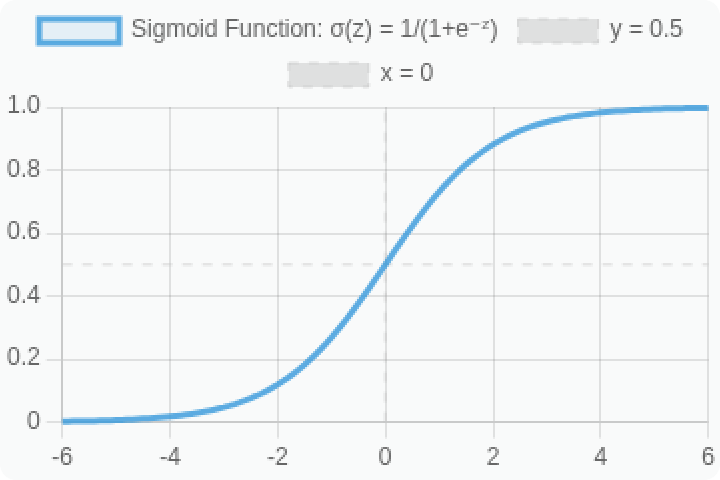 Sigmoid Function: σ(z) = 1/(1+e⁻ᶻ) y = 0.5
x = 0
1.0
0.8
0.6
0.4
0.2
0
-6 -4 -2 0 2 4 6